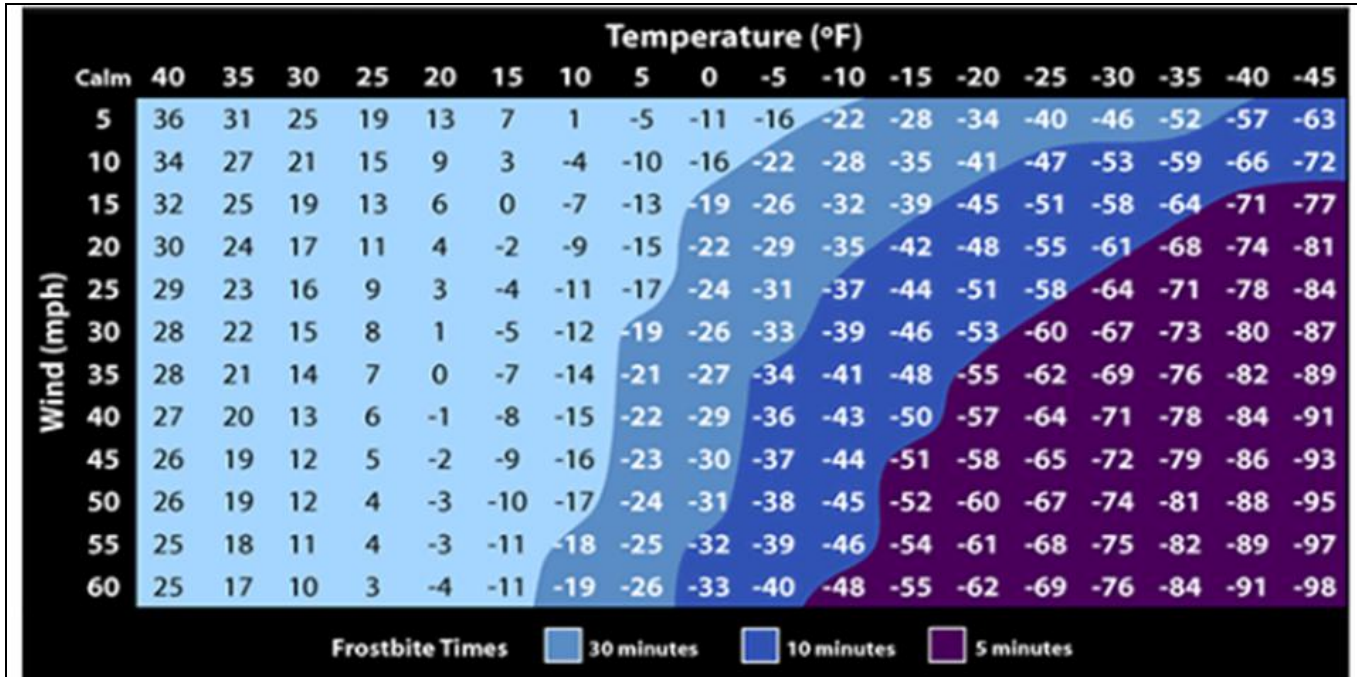 Temperature (ºF)
Calm 40 35 30 25 20 15 10 5 0 -5 -10 -15 -20 -25 -30 -35 -40 -45
5 36 31 25 19 13 7 1 -5 -11 -16 -22 -28 -34 -40 -46 -52 -57 -63
10 34 27 21 15 9 3 -4 -10 -16 -22 -28 -35 -41 -47 -53 -59 -66 -72
15 32 25 19 13 6 0 -7 -13 -19 -26 -32 -39 -45 -51 -58 -64 -71 -77
20 30 24 17 11 4 -2 -9 -15 -22 -29 -35 -42 -48 -55 -61 -68 -74 -81
25 29 23 16 9 3 -4 -11 -17 -24 -31 -37 -44 -51 -58 -64 -71 -78 -84
30 28 22 15 8 1 -5 -12 -19 -26 -33 -39 -46 -53 -60 -67 -73 -80 -87
35 28 21 14 7 0 -7 -14 -21 -27 -34 -41 -48 -55 -62 -69 -76 -82 -89
40 27 20 13 6 -1 -8 -15 -22 -29 -36 -43 -50 -57 -64 -71 -78 -84 -91
45 26 19 12 5 -2 -9 -16 -23 -30 -37 -44 -51 -58 -65 -72 -79 -86 -93
50 26 19 12 4 -3 -10 -17 -24 -31 -38 -45 -52 -60 -67 -74 -81 -88 -95
55 25 18 11 4 -3 -11 -18 -25 -32 -39 -46 -54 -61 -68 -75 -82 -89 -97
60 25 17 10 3 -4 -11 -19 -26 -33 -40 -48 -55 -62 -69 -76 -84 -91 -98
Wind (mph)
Frostbite Times 30 minutes 10 minutes 5 minutes